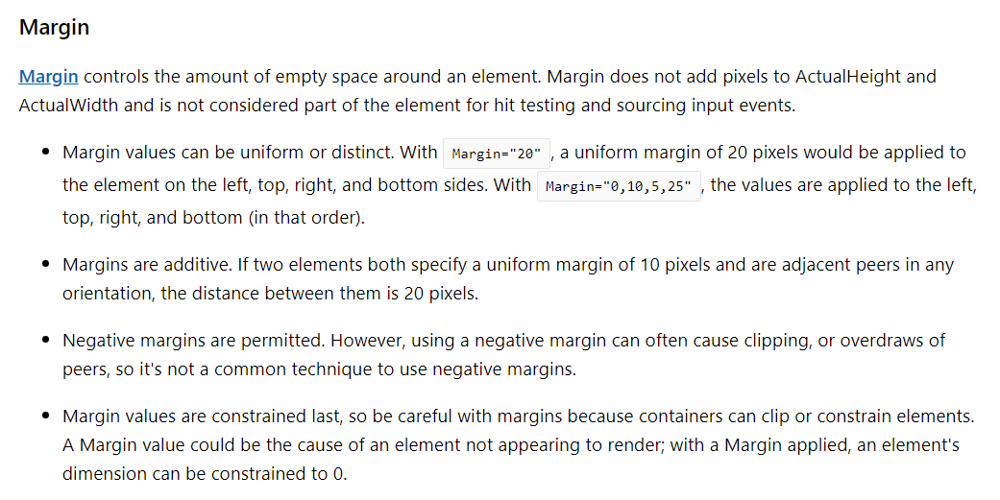 Margin
Margin controls the amount of empty space around an element. Margin does not add pixels to ActualHeight and
ActualWidth and is not considered part of the element for hit testing and sourcing input events.
• Margin values can be uniform or distinct. With Margin="20" , a uniform margin of 20 pixels would be applied to
the element on the left, top, right, and bottom sides. With Margin="0,10,5,25" , the values are applied to the left,
top, right, and bottom (in that order).
• Margins are additive. If two elements both specify a uniform margin of 10 pixels and are adjacent peers in any
orientation, the distance between them is 20 pixels.
• Negative margins are permitted. However, using a negative margin can often cause clipping, or overdraws of
peers, so it's not a common technique to use negative margins.
• Margin values are constrained last, so be careful with margins because containers can clip or constrain elements.
A Margin value could be the cause of an element not appearing to render; with a Margin applied, an element's
dimension can be constrained to 0.